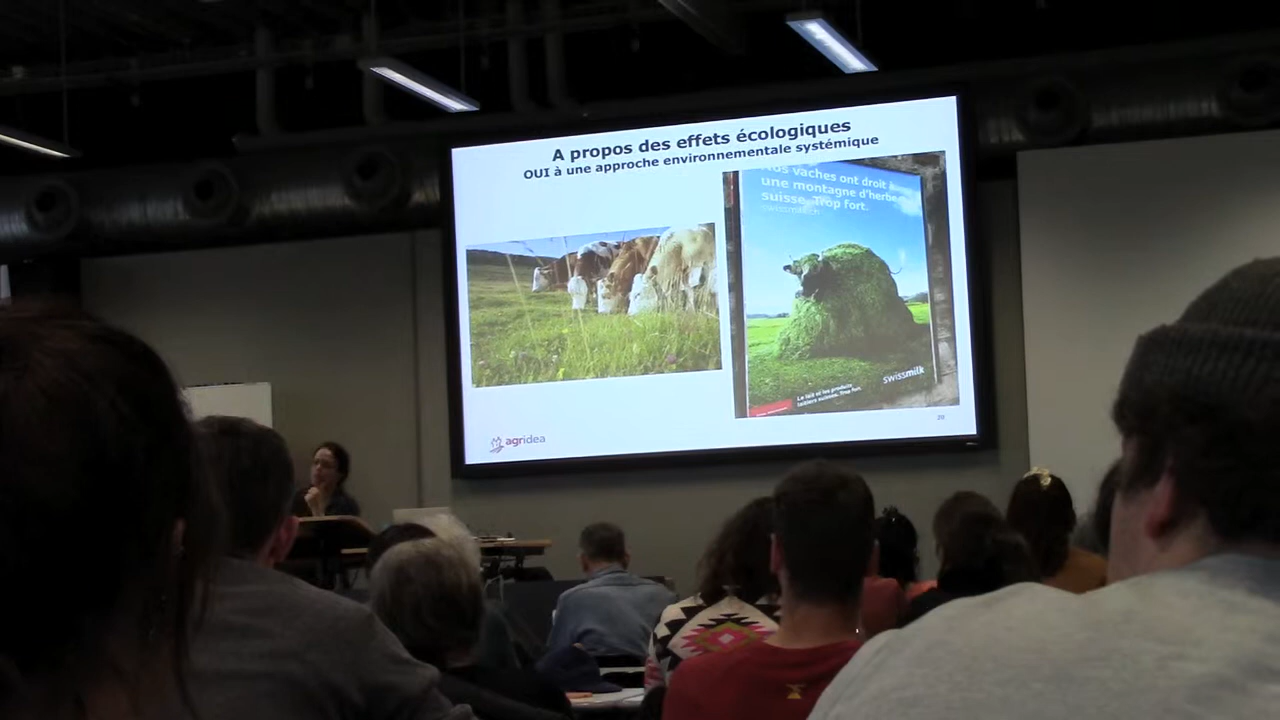 A propos des effets écologiques
OUI à une approche environnementale systémique
Nos vaches ont droit
une montagne d'herbe
suisse. Trop fort.
swissmilk.ch
swissmilk
Le lait et les produits
laitiers suisses. Trop fort.
agridea
20